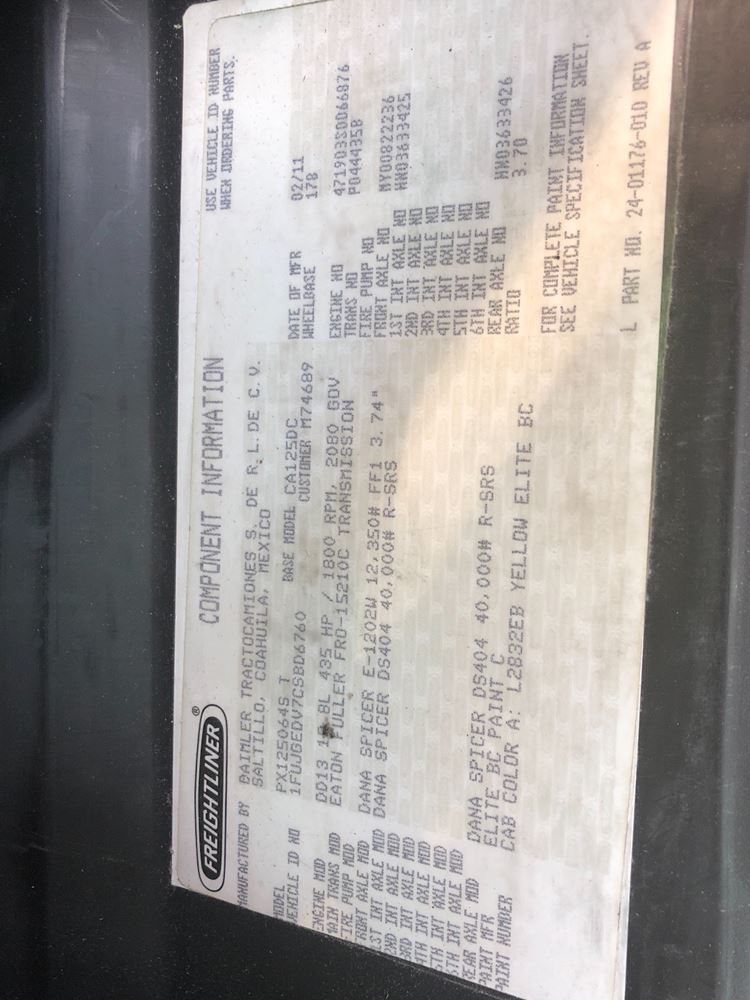 FREIGHTLINER®
COMPONENT INFORMATION
USE VEHICLE ID NUMBER
WHEN ORDERING PARTS.
MANUFACTURED BY DAIMLER TRACTOCAMIONES S. DE R. L. DE C. V.
SALTILLO, COAHUILA, MEXICO
MODEL PX125064S T BASE MODEL CA125DC DATE OF MFR 02/11
VEHICLE ID NO 1FUJGEDV7CSBD6760 CUSTOMER M74689 WHEELBASE 178
ENGINE MOD DD13 BL 435 HP / 1800 RPM, 2080 GOV ENGINE NO 471903S0066876
MAIN TRANS MOD EATON FULLER FRO-15210C TRANSMISSION TRANS NO P044435B
FIRE PUMP MOD FIRE PUMP NO
FRONT AXLE MOD DANA SPICER E-1202W 12,350# FF1 3.74" FRONT AXLE NO MY00822236
1ST INT AXLE MOD DANA SPICER DS404 40,000# R-SRS 1ST INT AXLE NO HN03633425
2ND INT AXLE MOD 2ND INT AXLE NO
3RD INT AXLE MOD 3RD INT AXLE NO
4TH INT AXLE MOD 4TH INT AXLE NO
5TH INT AXLE MOD 5TH INT AXLE NO
6TH INT AXLE MOD 6TH INT AXLE NO
REAR AXLE MOD DANA SPICER DS404 40,000# R-SRS REAR AXLE NO HN03633426
PAINT MFR ELITE BC PAINT C RATIO 3.70
PAINT NUMBER CAB COLOR A: L2832EB YELLOW ELITE BC
FOR COMPLETE PAINT INFORMATION
SEE VEHICLE SPECIFICATION SHEET.
L PART NO. 24-01176-010 REV A